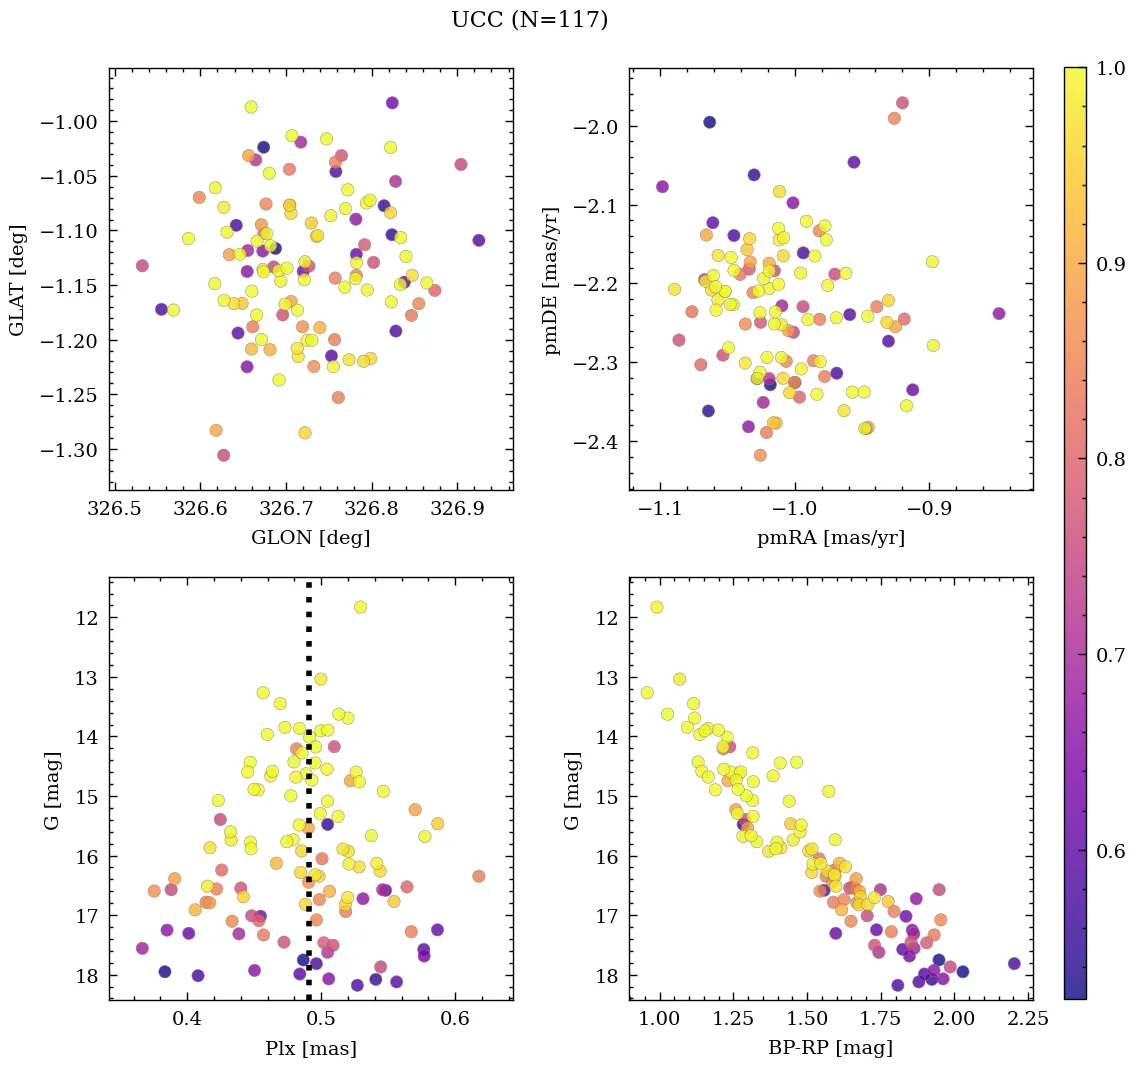 UCC (N=117)
−1.00
−1.05
−1.10
−1.15
−1.20
−1.25
−1.30
GLAT [deg]
326.5 326.6 326.7 326.8 326.9
GLON [deg]
−2.0
−2.1
−2.2
−2.3
−2.4
pmDE [mas/yr]
−1.1 −1.0 −0.9
pmRA [mas/yr]
1.0
0.9
0.8
0.7
0.6
12
13
14
15
16
17
18
G [mag]
0.4 0.5 0.6
Plx [mas]
12
13
14
15
16
17
18
G [mag]
1.00 1.25 1.50 1.75 2.00 2.25
BP-RP [mag]